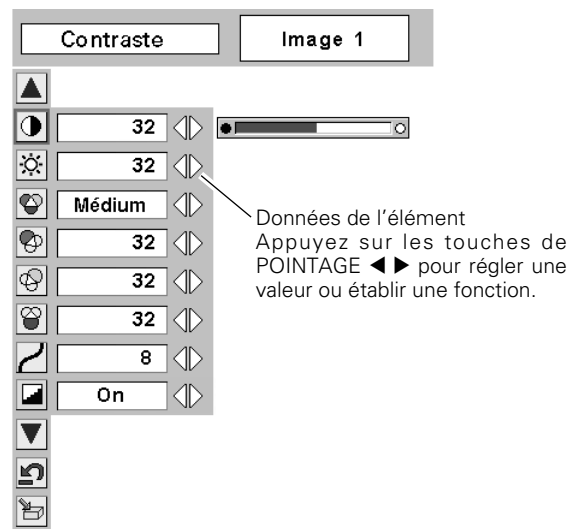 Contraste
Image 1
32
32
Médium
32
32
32
8
On
Données de l'élément
Appuyez sur les touches de
POINTAGE ◀ ▶ pour régler une
valeur ou établir une fonction.